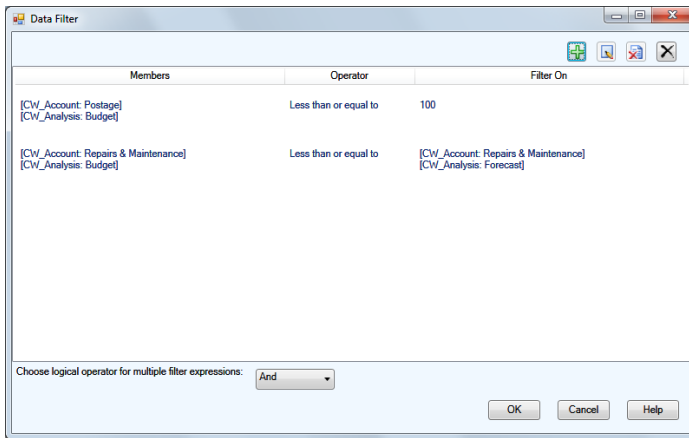 Data Filter
Members Operator Filter On
[CW_Account: Postage] Less than or equal to 100
[CW_Analysis: Budget]
[CW_Account: Repairs & Maintenance] Less than or equal to [CW_Account: Repairs & Maintenance]
[CW_Analysis: Budget] [CW_Analysis: Forecast]
Choose logical operator for multiple filter expressions: And
OK Cancel Help